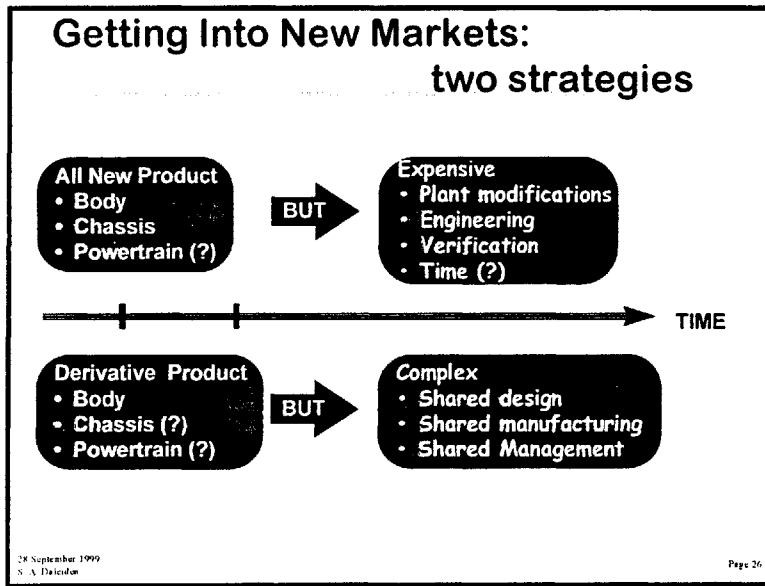 Getting Into New Markets:
two strategies
All New Product
• Body
• Chassis
• Powertrain (?)
BUT
Expensive
• Plant modifications
• Engineering
• Verification
• Time (?)
TIME
Derivative Product
• Body
• Chassis (?)
• Powertrain (?)
BUT
Complex
• Shared design
• Shared manufacturing
• Shared Management
28 September 1999
S. A.
Page 26